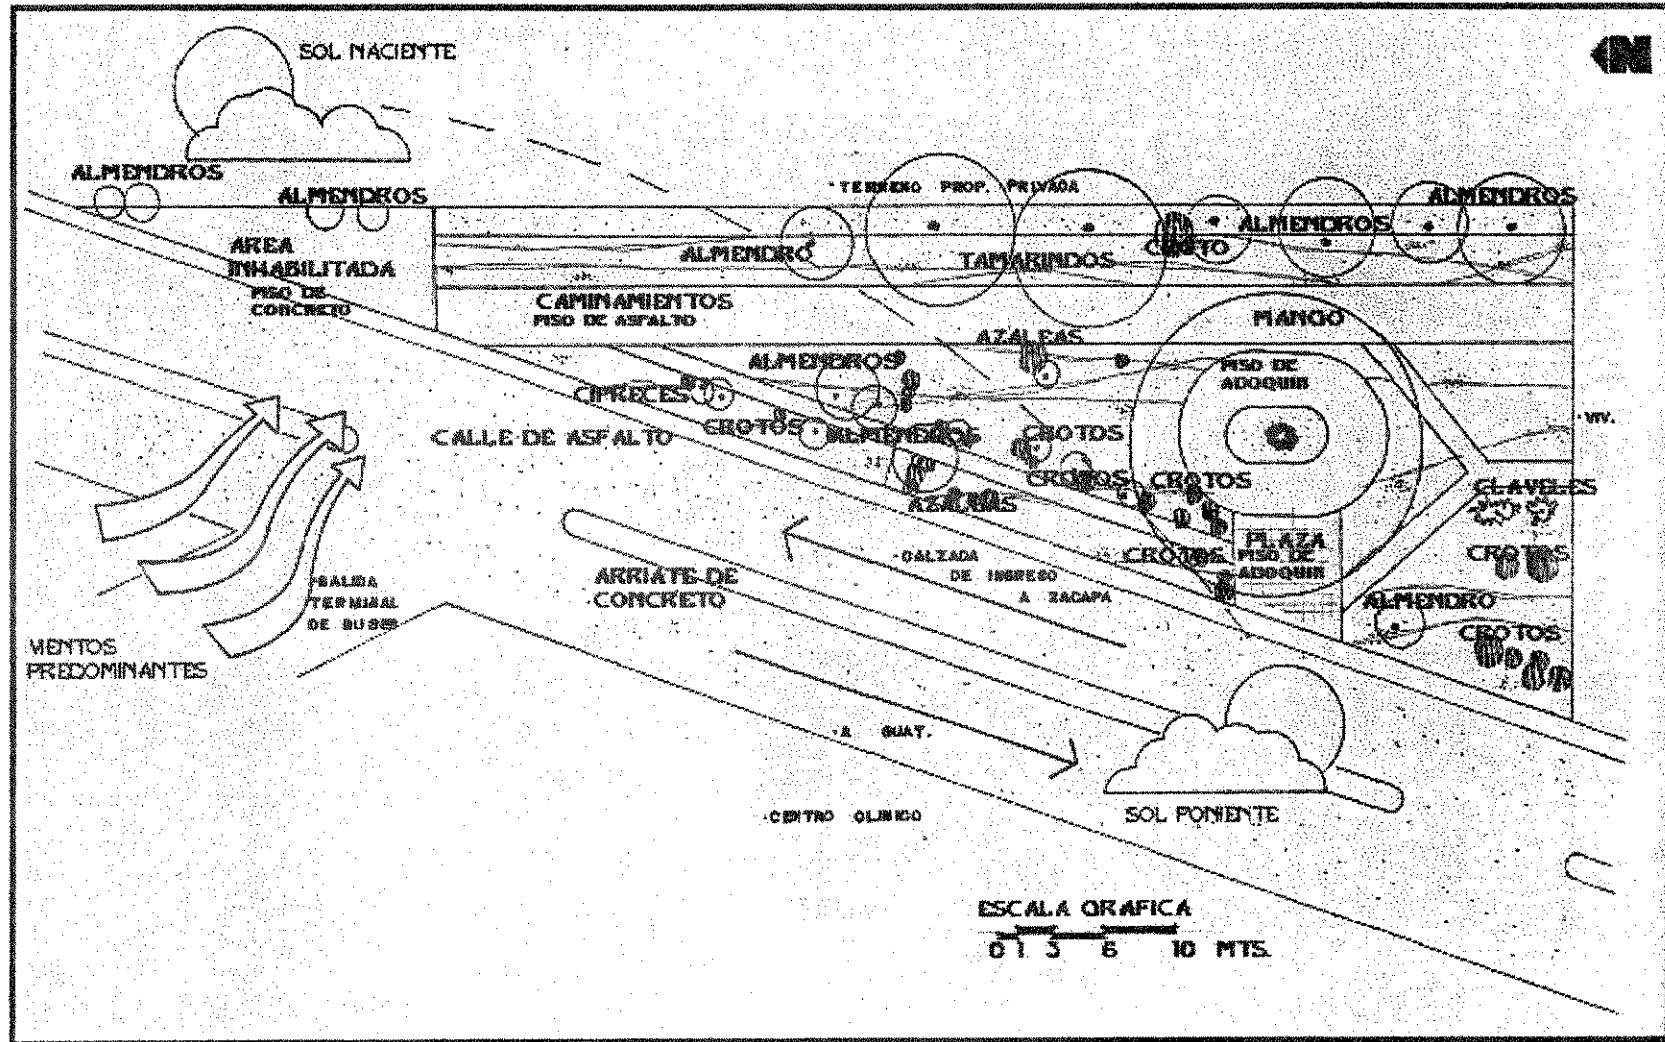 SOL NACIENTE
N
ALMENDROS
ALMENDROS
·TERRENO PROP. PRIVADA
ALMENDROS
AREA
INHABILITADA
PISO DE
CONCRETO
ALMENDRO
TAMARINDOS
CROTO
ALMENDROS
CAMINAMIENTOS
PISO DE ASFALTO
MANGO
AZALEAS
ALMENDROS
PISO DE
ADOQUIN
CIPRECES
CROTOS
ALMENDROS
CROTOS
·VIV.
CALLE DE ASFALTO
CROTOS
CROTOS
CLAVELES
AZALEAS
PLAZA
PISO DE
ADOQUIN
CROTOS
CROTOS
·CALZADA
DE INGRESO
A ZACAPA
ARRIATE DE
CONCRETO
·SALIDA
TERMINAL
DE BUSES
ALMENDRO
CROTOS
VIENTOS
PREDOMINANTES
·A GUAT.
·CENTRO CLINICO
SOL PONIENTE
ESCALA GRAFICA
0 1 3 6 10 MTS.